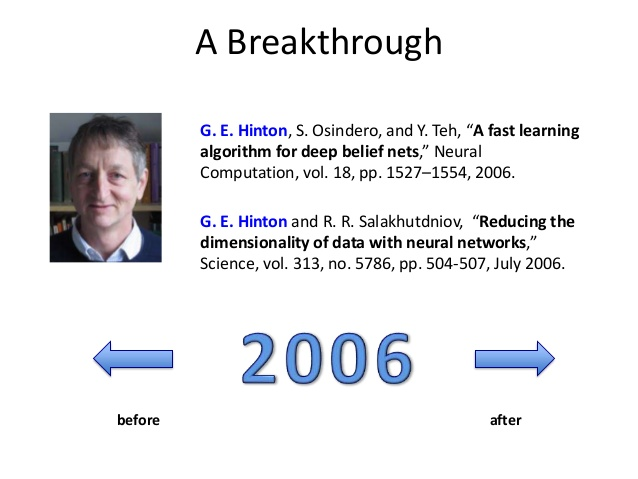 A Breakthrough
G. E. Hinton, S. Osindero, and Y. Teh, “A fast learning
algorithm for deep belief nets,” Neural
Computation, vol. 18, pp. 1527–1554, 2006.
G. E. Hinton and R. R. Salakhutdniov, “Reducing the
dimensionality of data with neural networks,”
Science, vol. 313, no. 5786, pp. 504-507, July 2006.
2006
before
after